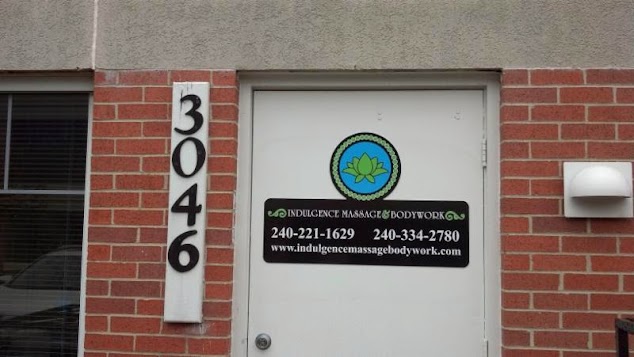 3046
INDULGENCE MASSAGE & BODYWORK
240-221-1629 240-334-2780
www.indulgencemassagebodywork.com